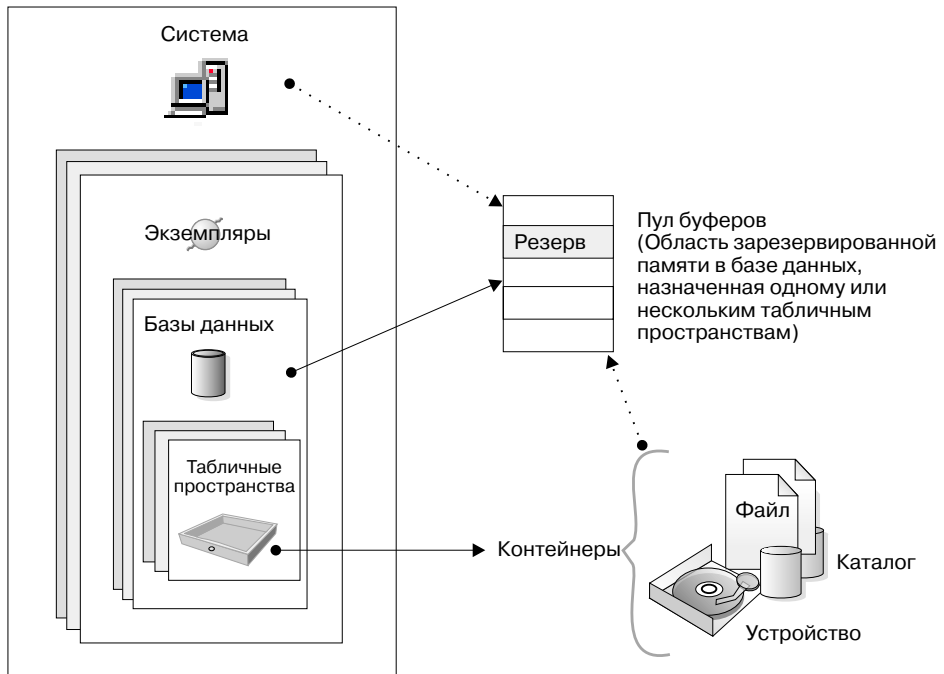 Система
Экземпляры
Базы данных
Табличные
пространства
Резерв
Пул буферов
(Область зарезервированной
памяти в базе данных,
назначенная одному или
нескольким табличным
пространствам)
Контейнеры
Файл
Каталог
Устройство